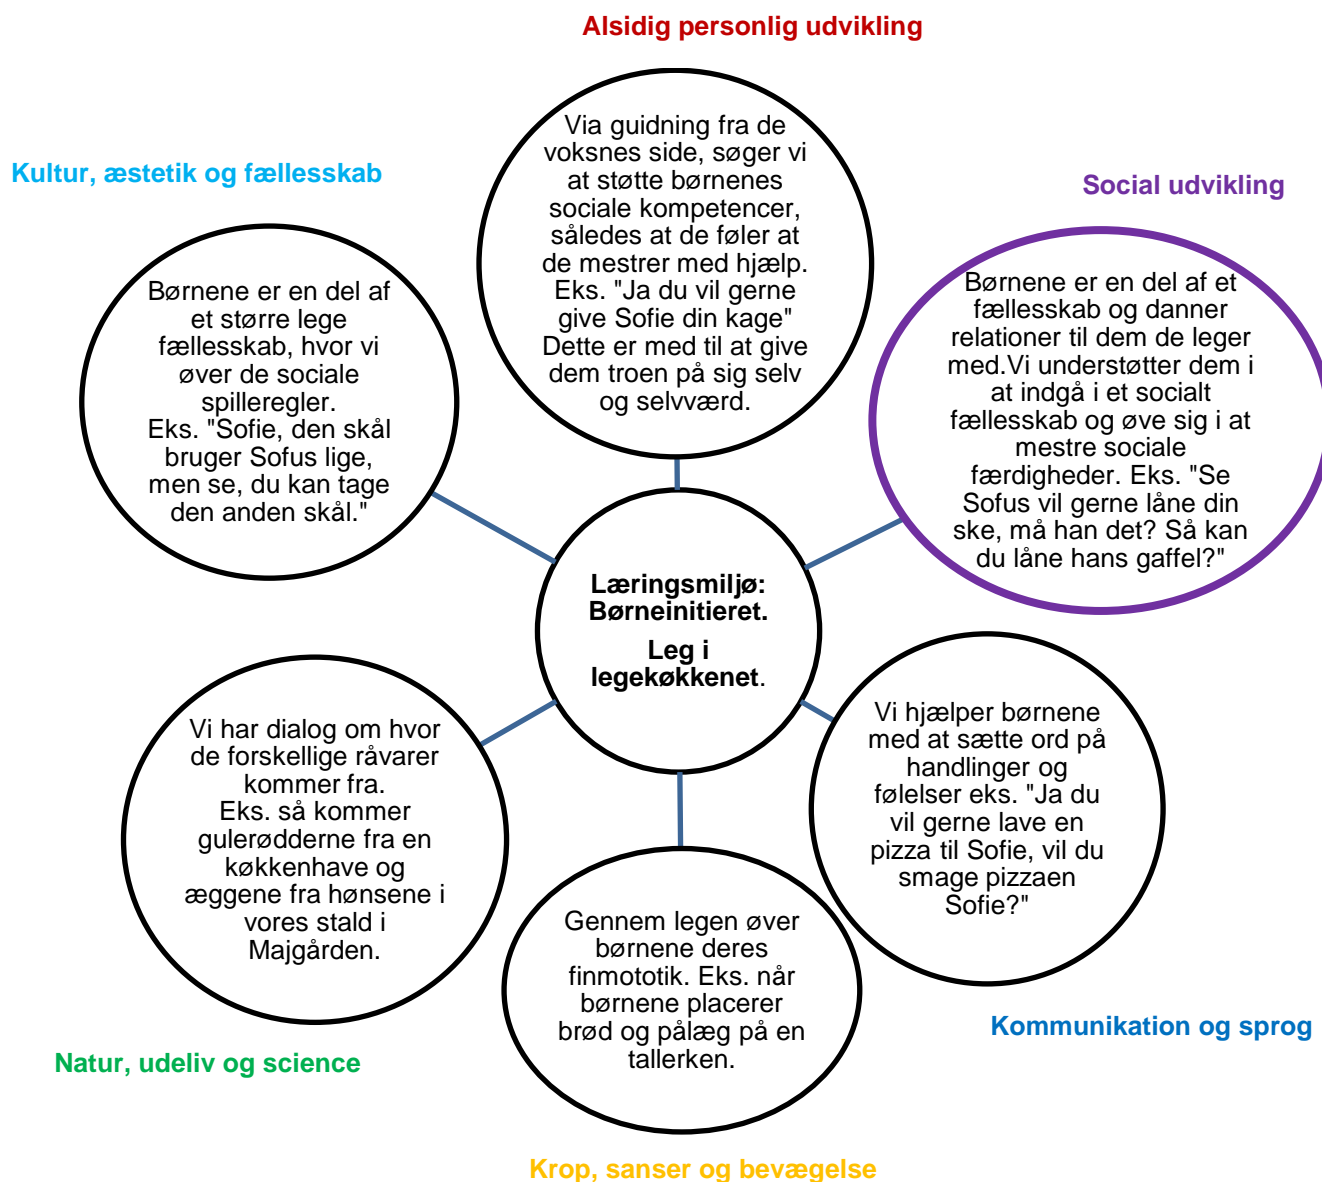 Alsidig personlig udvikling
Via guidning fra de
voksnes side, søger vi
at støtte børnenes
sociale kompetencer,
således at de føler at
de mestrer med hjælp.
Eks. "Ja du vil gerne
give Sofie din kage"
Dette er med til at give
dem troen på sig selv
og selvværd.
Kultur, æstetik og fællesskab
Børnene er en del af
et større lege
fællesskab, hvor vi
øver de sociale
spilleregler.
Eks. "Sofie, den skål
bruger Sofus lige,
men se, du kan tage
den anden skål."
Social udvikling
Børnene er en del af et
fællesskab og danner
relationer til dem de leger
med.Vi understøtter dem i
at indgå i et socialt
fællesskab og øve sig i at
mestre sociale
færdigheder. Eks. "Se
Sofus vil gerne låne din
ske, må han det? Så kan
du låne hans gaffel?"
Læringsmiljø:
Børneinitieret.
Leg i
legekøkkenet.
Vi har dialog om hvor
de forskellige råvarer
kommer fra.
Eks. så kommer
gulerødderne fra en
køkkenhave og
æggene fra hønsene i
vores stald i
Majgården.
Natur, udeliv og science
Vi hjælper børnene
med at sætte ord på
handlinger og
følelser eks. "Ja du
vil gerne lave en
pizza til Sofie, vil du
smage pizzaen
Sofie?"
Kommunikation og sprog
Gennem legen øver
børnene deres
finmototik. Eks. når
børnene placerer
brød og pålæg på en
tallerken.
Krop, sanser og bevægelse